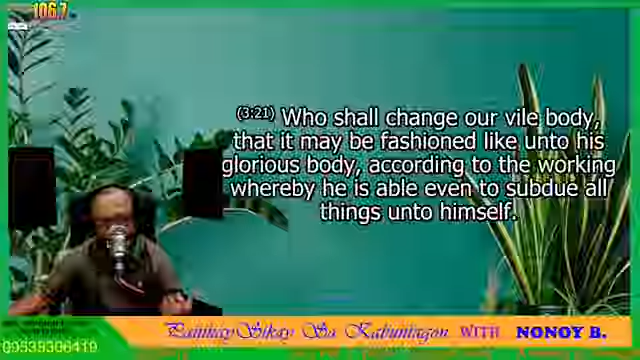 106.7
(3:21) Who shall change our vile body,
that it may be fashioned like unto his
glorious body, according to the working
whereby he is able even to subdue all
things unto himself.
Sa Kabuntagon WITH NONOY B.
09535306419